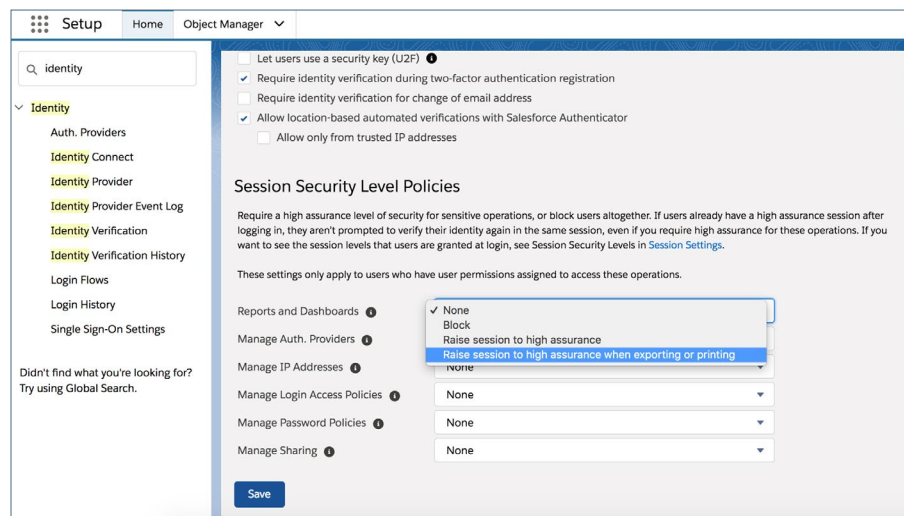 Setup Home Object Manager
identity
Identity
Auth. Providers
Identity Connect
Identity Provider
Identity Provider Event Log
Identity Verification
Identity Verification History
Login Flows
Login History
Single Sign-On Settings
Didn't find what you're looking for?
Try using Global Search.
Let users use a security key (U2F)
Require identity verification during two-factor authentication registration
Require identity verification for change of email address
Allow location-based automated verifications with Salesforce Authenticator
Allow only from trusted IP addresses
Session Security Level Policies
Require a high assurance level of security for sensitive operations, or block users altogether. If users already have a high assurance session after
logging in, they aren't prompted to verify their identity again in the same session, even if you require high assurance for these operations. If you
want to see the session levels that users are granted at login, see Session Security Levels in Session Settings.
These settings only apply to users who have user permissions assigned to access these operations.
Reports and Dashboards
None
Block
Raise session to high assurance
Raise session to high assurance when exporting or printing
Manage Auth. Providers
Manage IP Addresses None
Manage Login Access Policies None
Manage Password Policies None
Manage Sharing None
Save